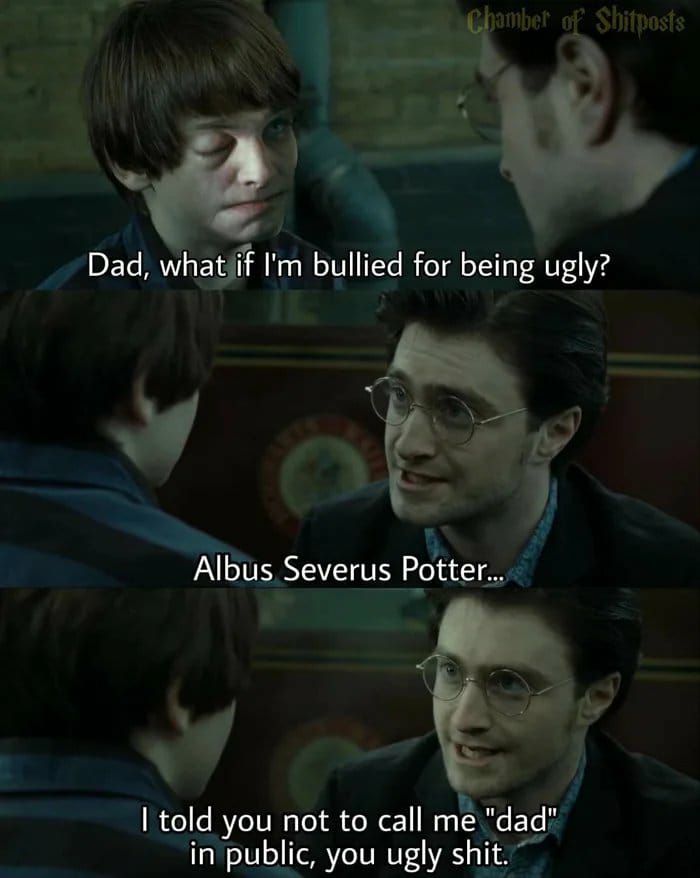 Chamber of Shitposts
Dad, what if I'm bullied for being ugly?
Albus Severus Potter...
I told you not to call me "dad"
in public, you ugly shit.